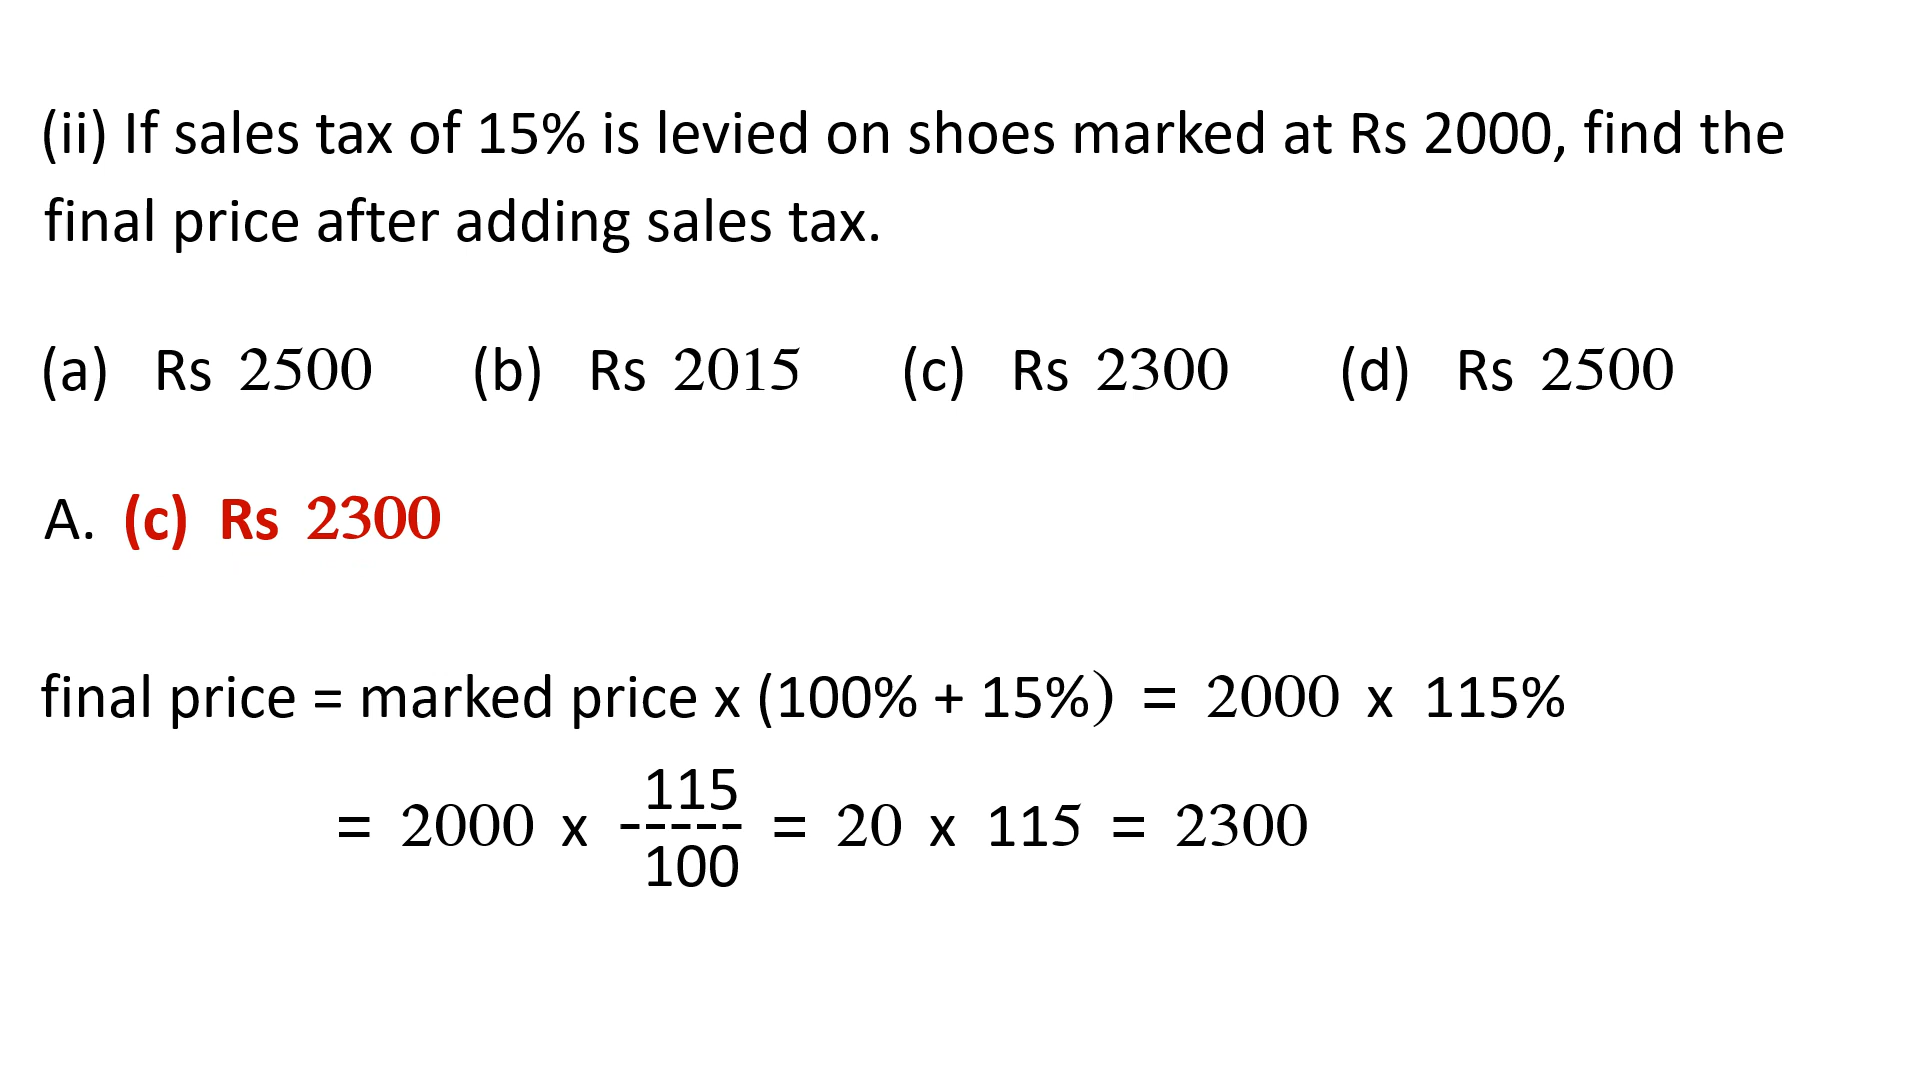 (ii) If sales tax of 15% is levied on shoes marked at Rs 2000, find the
final price after adding sales tax.
(a) Rs 2500 (b) Rs 2015 (c) Rs 2300 (d) Rs 2500
A. (c) Rs 2300
final price = marked price x (100% + 15%) = 2000 x 115%
115
= 2000 x ----- = 20 x 115 = 2300
100